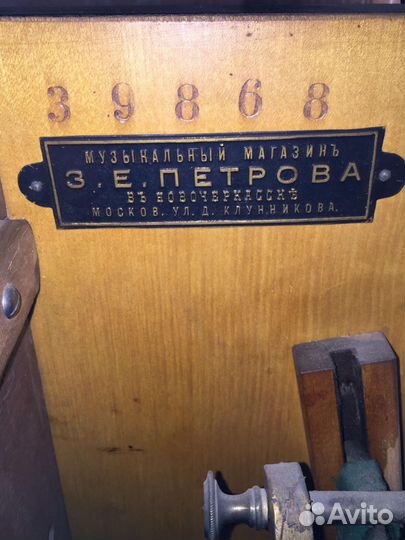 39868
МУЗЫКАЛЬНЫЙ МАГАЗИНЪ
З. Е. ПЕТРОВА
ВЪ НОВОЧЕРКАССКѢ
МОСКОВ. УЛ. Д. КЛУННИКОВА.
Avito